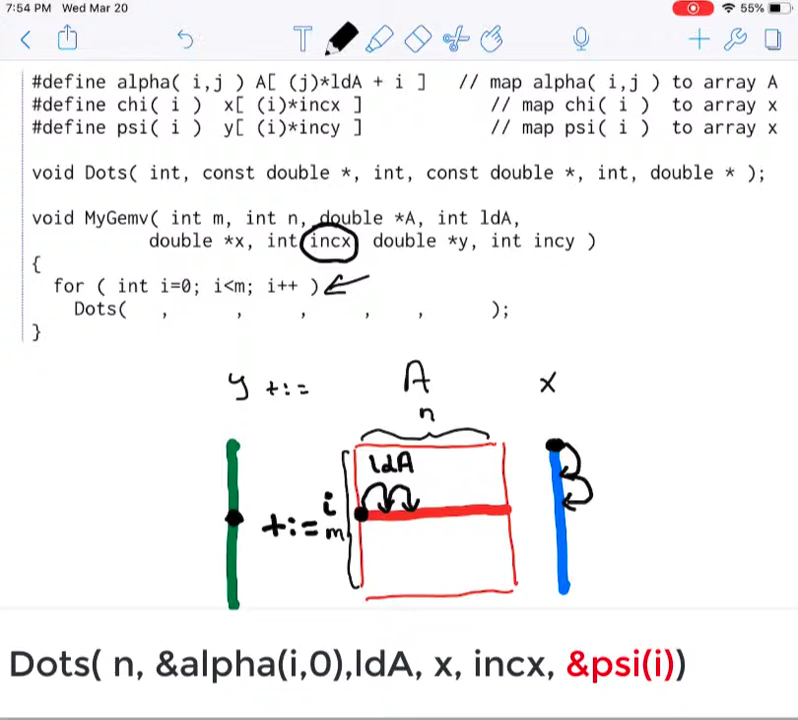 7:54 PM Wed Mar 20 55%
T
#define alpha( i,j ) A[ (j)*ldA + i ] // map alpha( i,j ) to array A
#define chi( i ) x[ (i)*incx ] // map chi( i ) to array x
#define psi( i ) y[ (i)*incy ] // map psi( i ) to array x
void Dots( int, const double *, int, const double *, int, double * );
void MyGemv( int m, int n, double *A, int ldA,
double *x, int incx, double *y, int incy )
{
for ( int i=0; i<m; i++ )
Dots( , , , , , );
}
y +:= A x
n
ldA
i
+:= m
Dots( n, &alpha(i,0),ldA, x, incx, &psi(i))